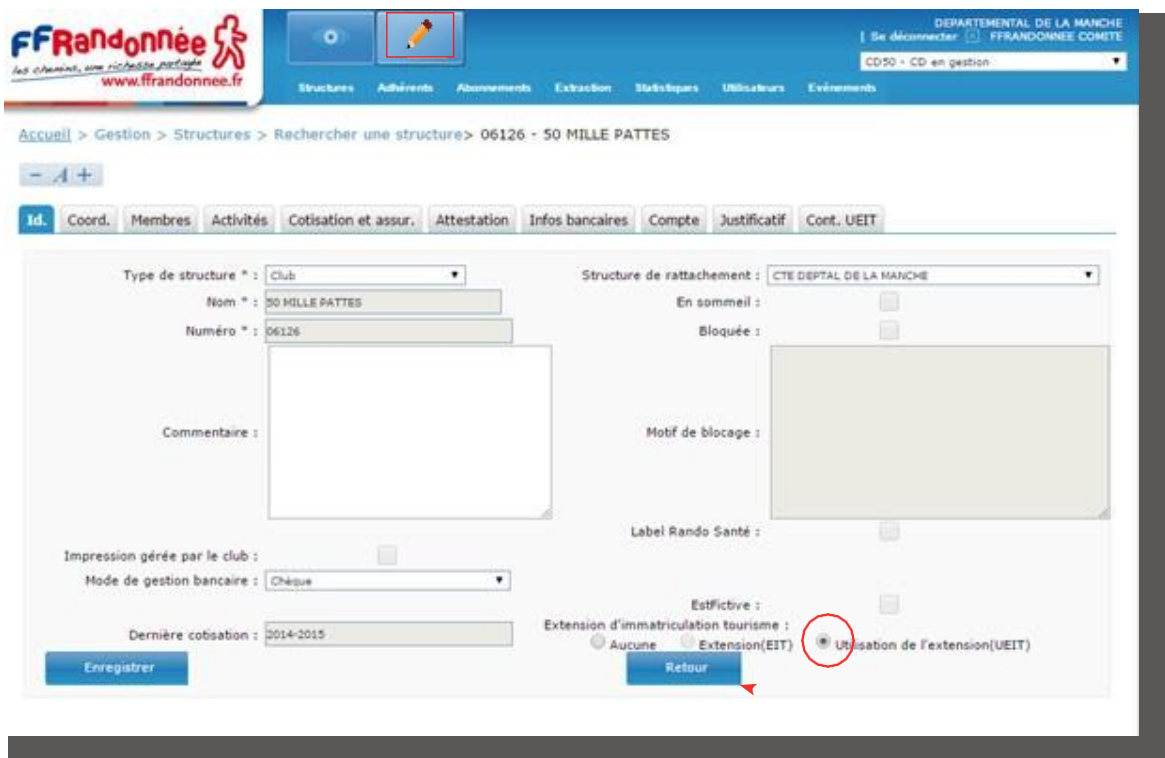 FFRandonnée
les chemins, une richesse partagée
www.ffrandonnee.fr
DEPARTEMENTAL DE LA MANCHE
| Se déconnecter FFRANDONNEE COMITE
CD50 - CD en gestion
Structures Adhérents Abonnements Extraction Statistiques Utilisateurs Evénements
Accueil > Gestion > Structures > Rechercher une structure> 06126 - 50 MILLE PATTES
- A +
Id. Coord. Membres Activités Cotisation et assur. Attestation Infos bancaires Compte Justificatif Cont. UEIT
Type de structure * : Club Structure de rattachement : CTE DEPTAL DE LA MANCHE
Nom * : 50 MILLE PATTES En sommeil :
Numéro * : 06126 Bloquée :
Commentaire : Motif de blocage :
Label Rando Santé :
Impression gérée par le club :
Mode de gestion bancaire : Chèque
EstFictive :
Extension d'immatriculation tourisme :
Dernière cotisation : 2014-2015
Aucune Extension(EIT) Utilisation de l'extension(UEIT)
Enregistrer Retour